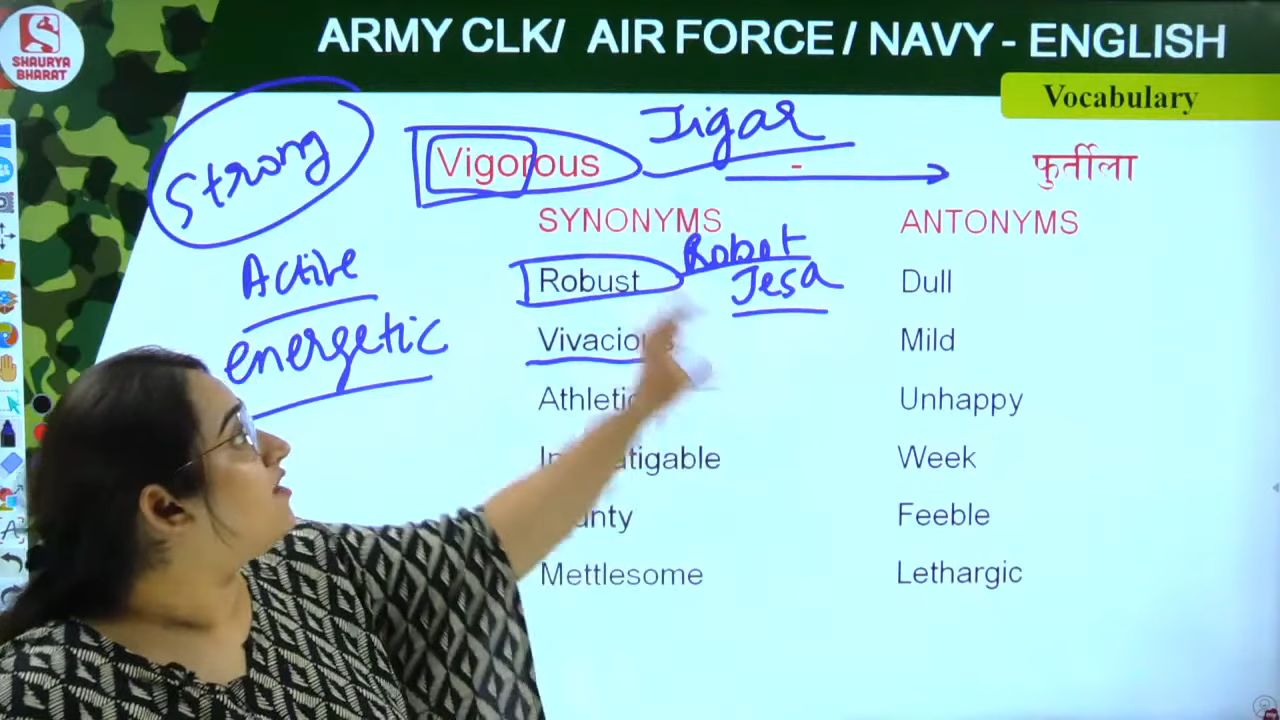 SHAURYA
BHARAT
ARMY CLK/ AIR FORCE / NAVY - ENGLISH
Vocabulary
Strong
Vigorous
Jigar
-
फुर्तीला
SYNONYMS
ANTONYMS
Active
Robust
Robot
Jesa
Dull
energetic
Mild
Unhappy
Week
Feeble
Mettlesome
Lethargic